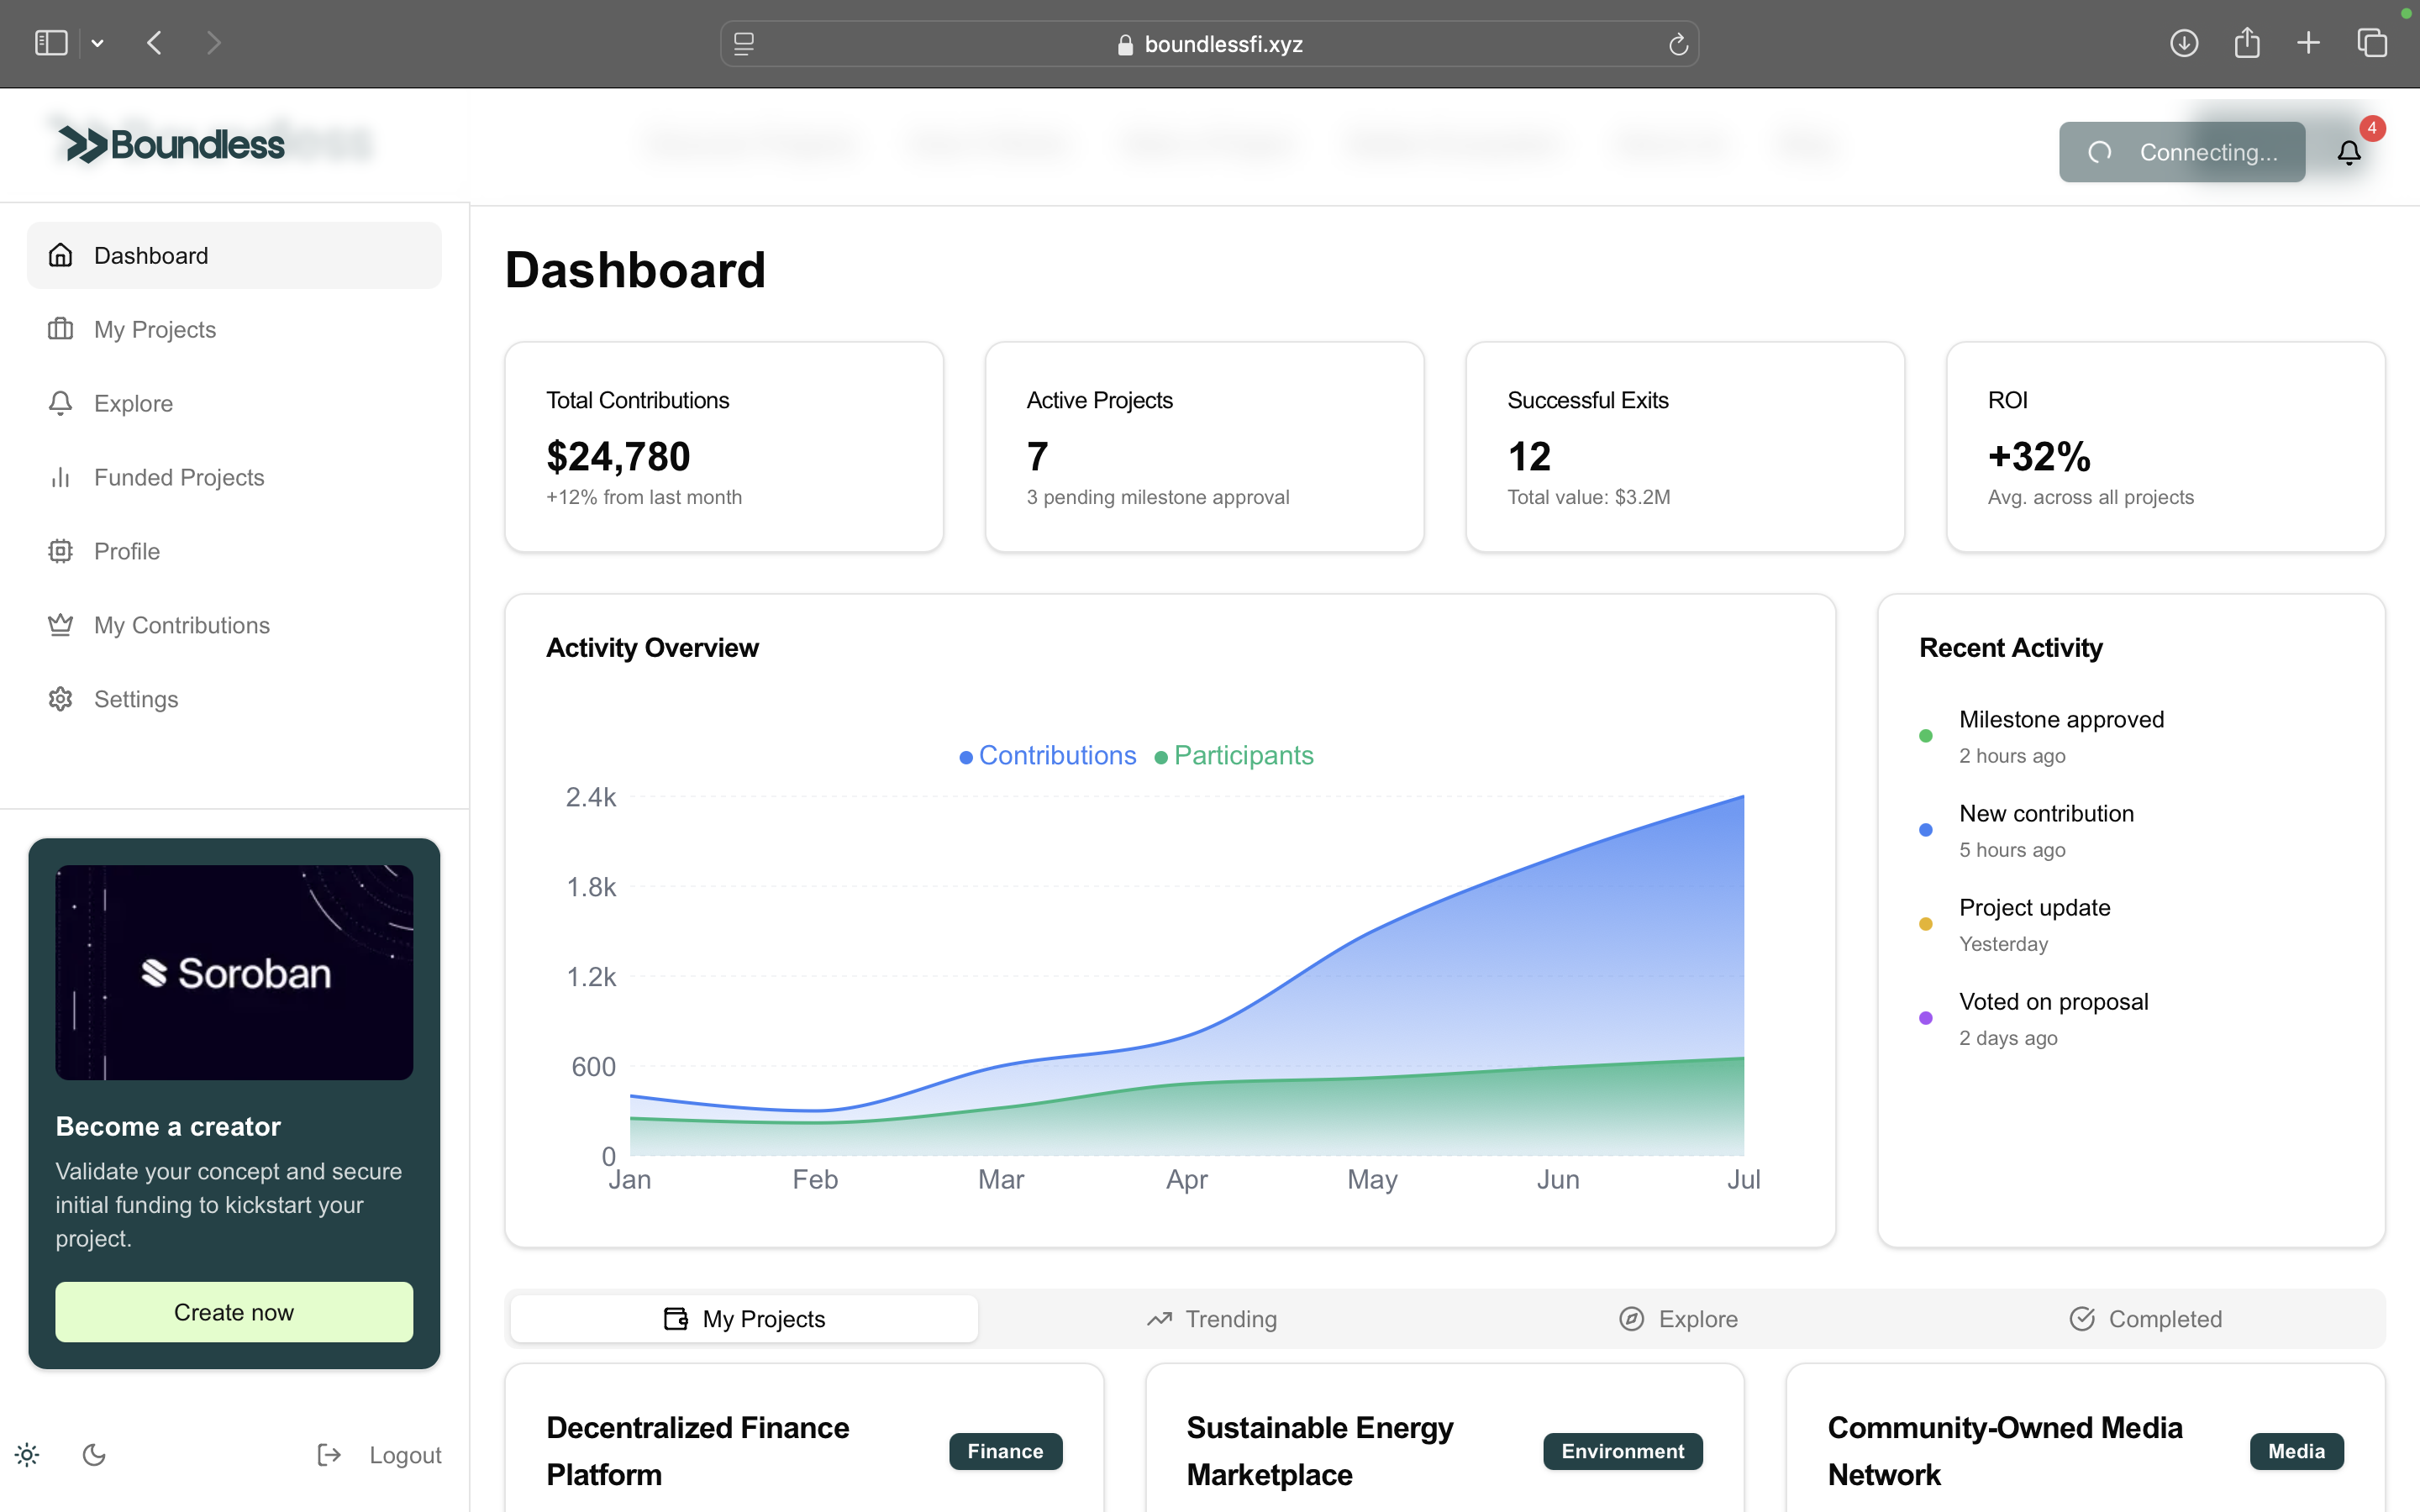 boundlessfi.xyz
Boundless
Connecting...
4
Dashboard
My Projects
Explore
Funded Projects
Profile
My Contributions
Settings
Soroban
Become a creator
Validate your concept and secure
initial funding to kickstart your
project.
Create now
Logout
Dashboard
Total Contributions
$24,780
+12% from last month
Active Projects
7
3 pending milestone approval
Successful Exits
12
Total value: $3.2M
ROI
+32%
Avg. across all projects
Activity Overview
Contributions
Participants
2.4k
1.8k
1.2k
600
0
Jan Feb Mar Apr May Jun Jul
Recent Activity
Milestone approved
2 hours ago
New contribution
5 hours ago
Project update
Yesterday
Voted on proposal
2 days ago
My Projects
Trending
Explore
Completed
Decentralized Finance
Platform
Finance
Sustainable Energy
Marketplace
Environment
Community-Owned Media
Network
Media